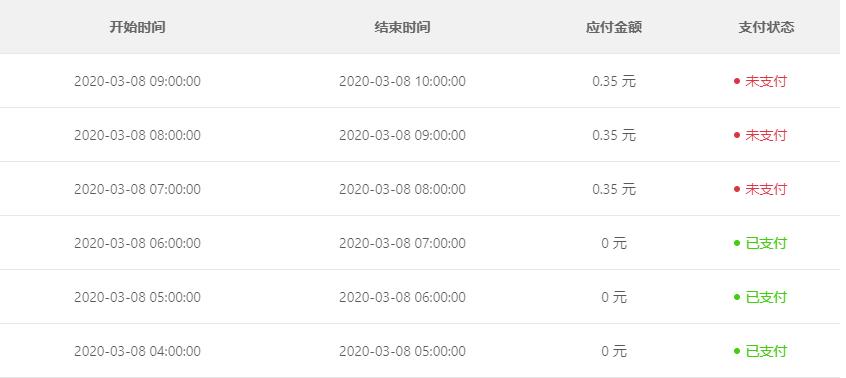 开始时间 结束时间 应付金额 支付状态
2020-03-08 09:00:00 2020-03-08 10:00:00 0.35 元 未支付
2020-03-08 08:00:00 2020-03-08 09:00:00 0.35 元 未支付
2020-03-08 07:00:00 2020-03-08 08:00:00 0.35 元 未支付
2020-03-08 06:00:00 2020-03-08 07:00:00 0 元 已支付
2020-03-08 05:00:00 2020-03-08 06:00:00 0 元 已支付
2020-03-08 04:00:00 2020-03-08 05:00:00 0 元 已支付